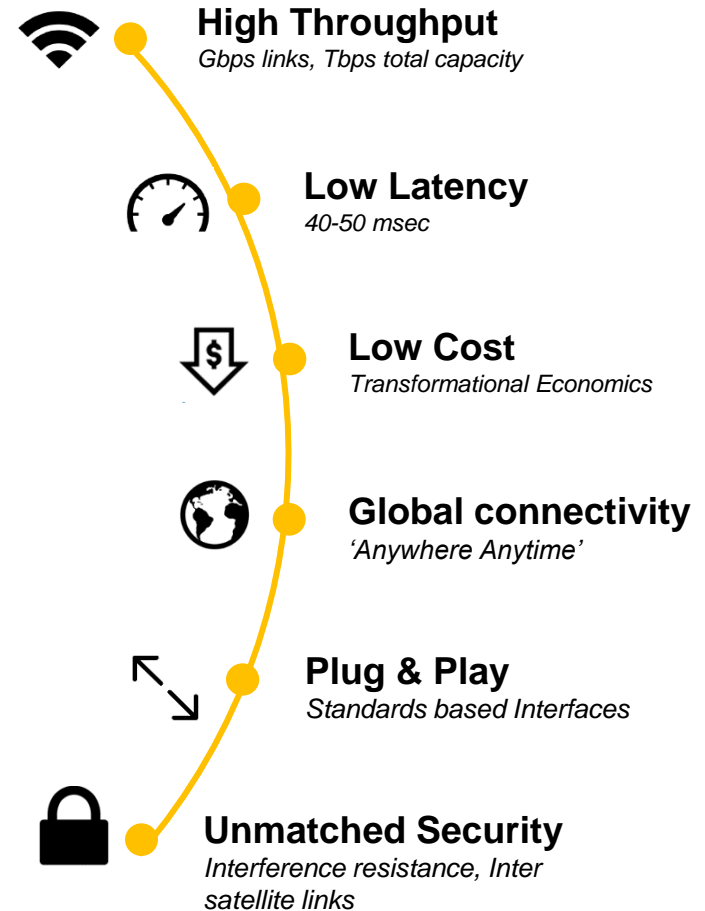 High Throughput
Gbps links, Tbps total capacity
Low Latency
40-50 msec
$
Low Cost
Transformational Economics
Global connectivity
‘Anywhere Anytime’
Plug & Play
Standards based Interfaces
Unmatched Security
Interference resistance, Inter
satellite links